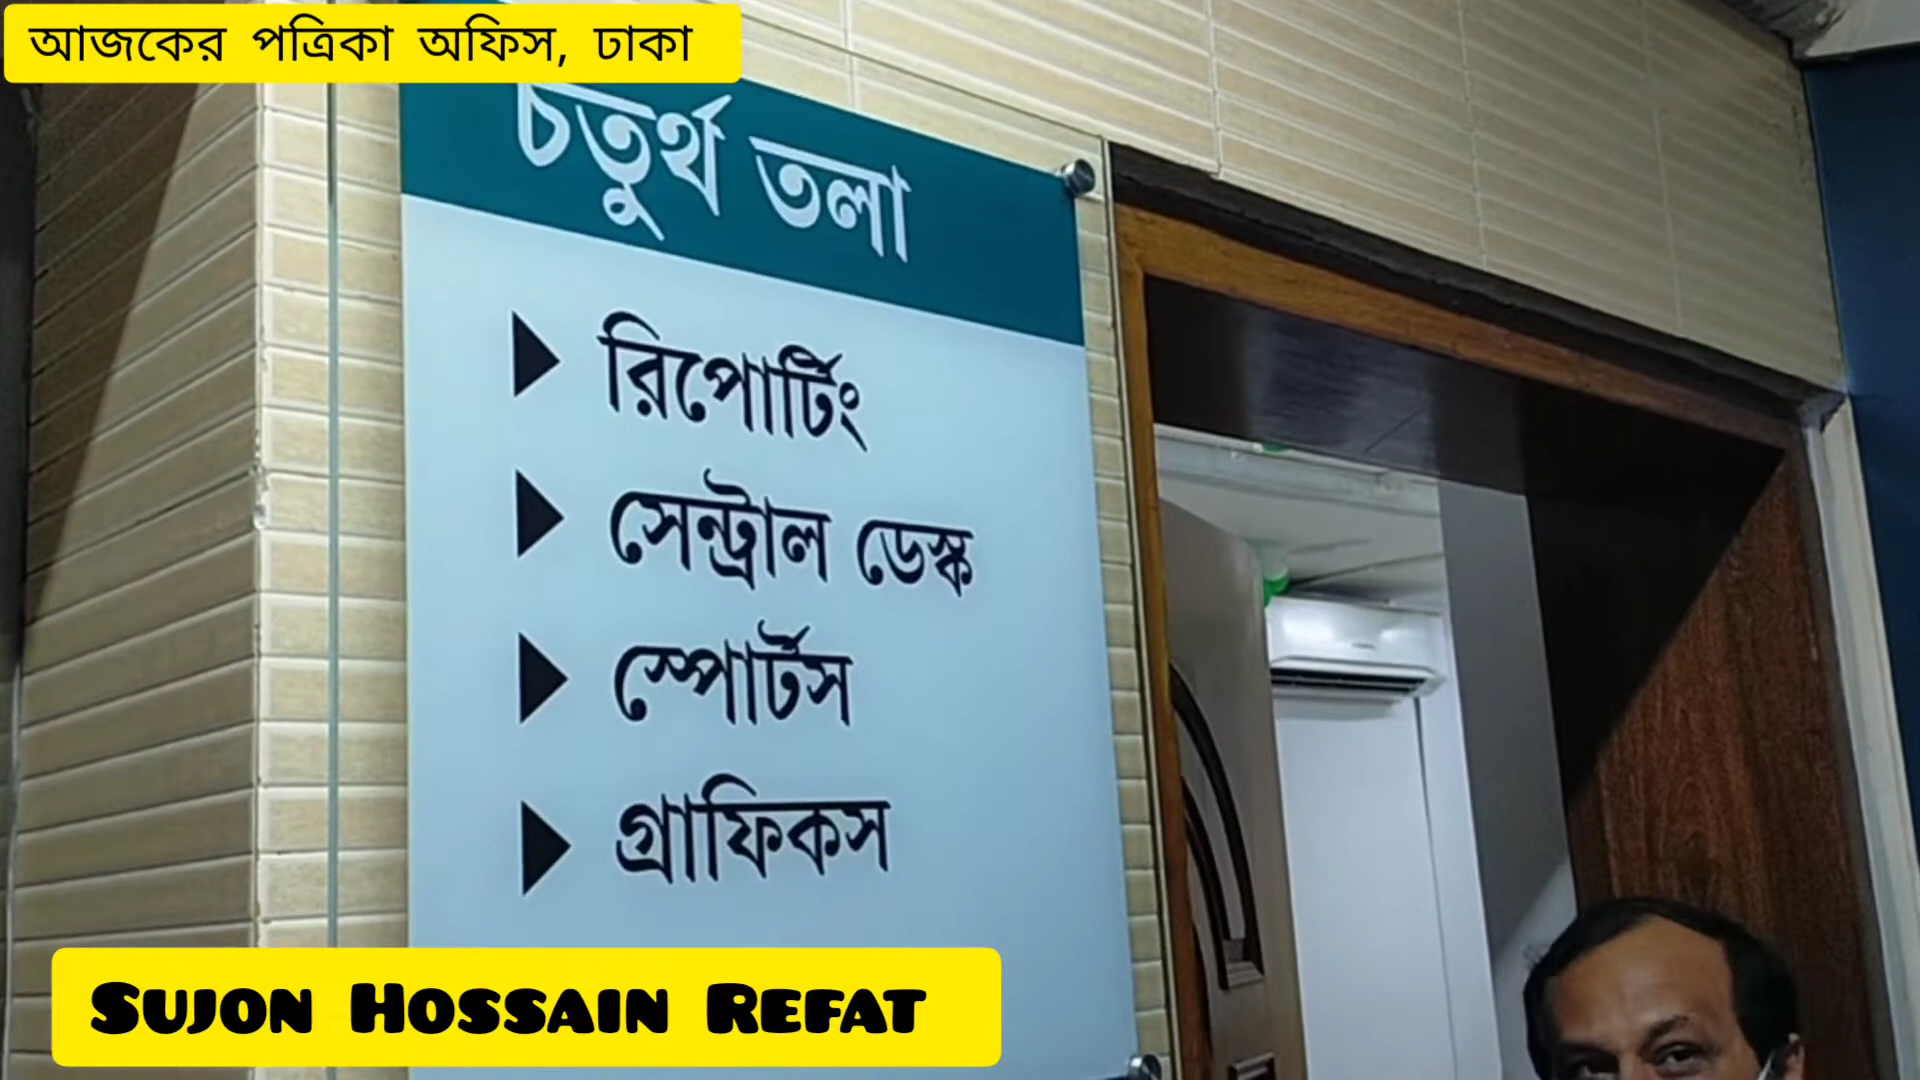 আজকের পত্রিকা অফিস, ঢাকা
চতুর্থ তলা
রিপোর্টিং
সেন্ট্রাল ডেস্ক
স্পোর্টস
গ্রাফিকস
SUJON HOSSAIN REFAT